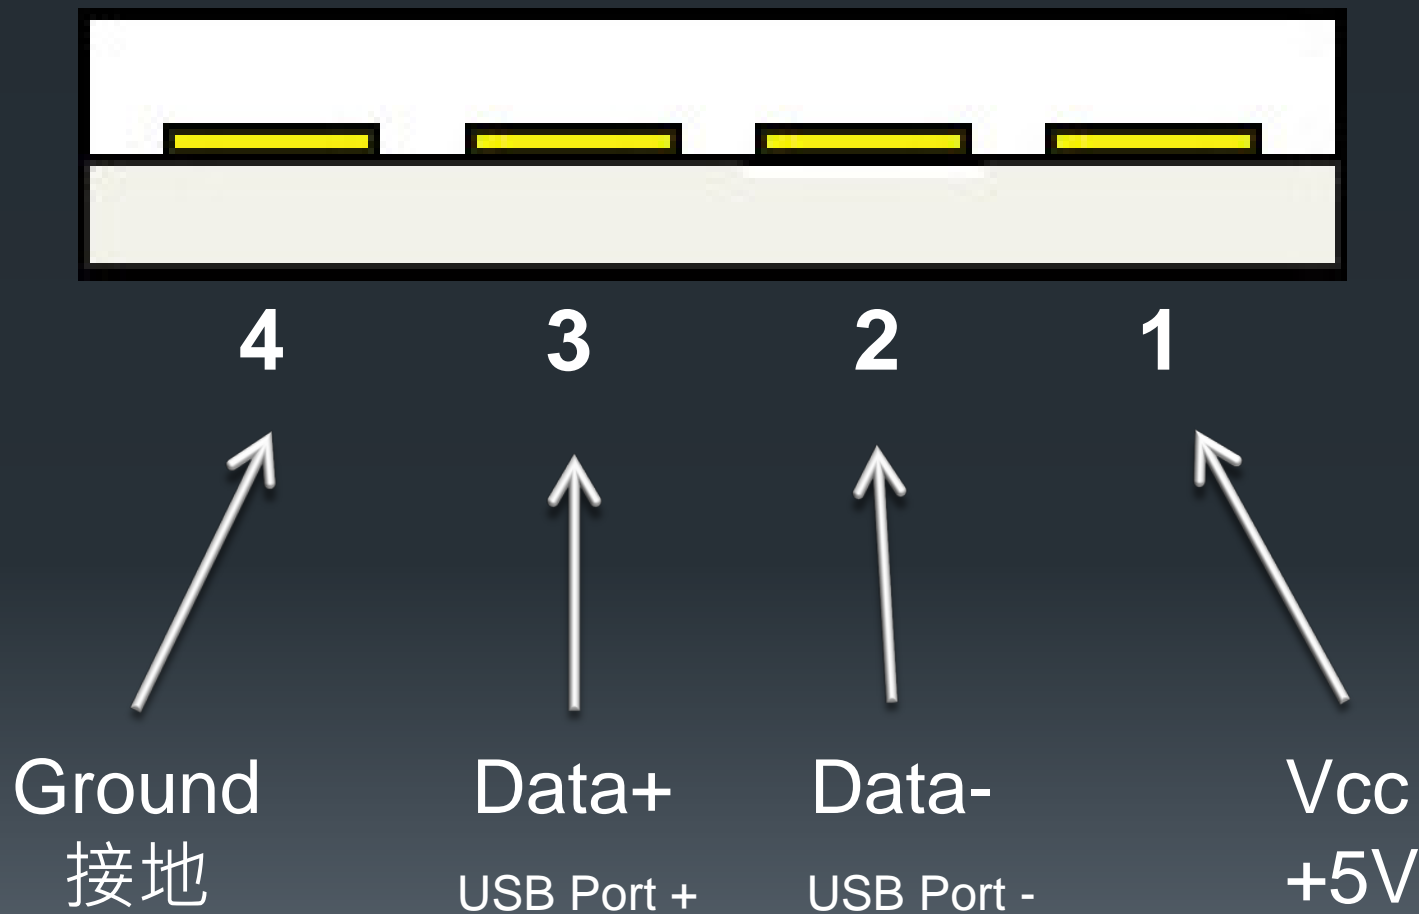 4 3 2 1
Ground Data+ Data- Vcc
接地 USB Port + USB Port - +5V